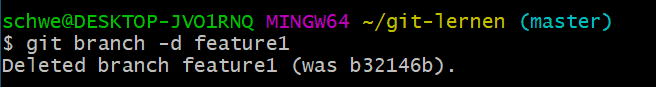 schwe@DESKTOP-JVO1RNQ MINGW64 ~/git-lernen (master)
$ git branch -d feature1
Deleted branch feature1 (was b32146b).